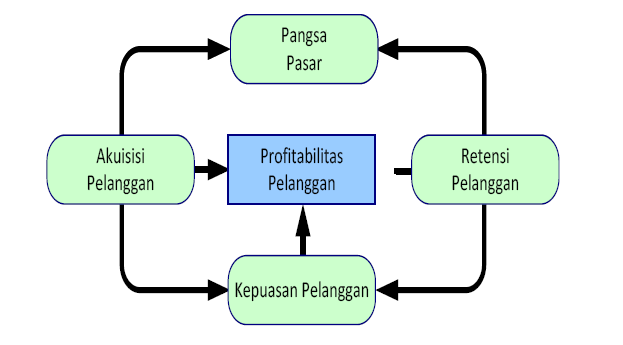 Pangsa
Pasar
Akuisisi
Pelanggan
Profitabilitas
Pelanggan
Retensi
Pelanggan
Kepuasan Pelanggan